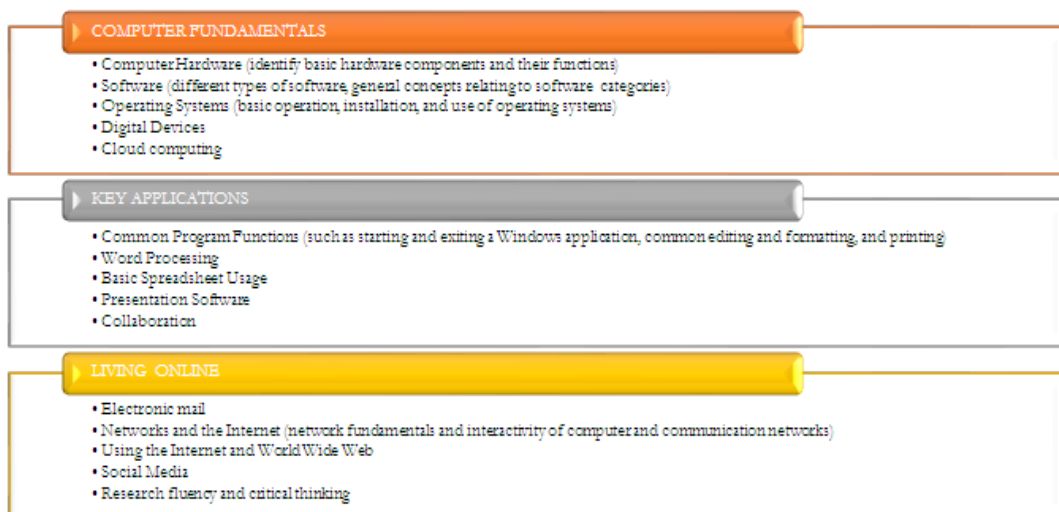 COMPUTER FUNDAMENTALS
• Computer Hardware (identify basic hardware components and their functions)
• Software (different types of software, general concepts relating to software categories)
• Operating Systems (basic operation, installation, and use of operating systems)
• Digital Devices
• Cloud computing
KEY APPLICATIONS
• Common Program Functions (such as starting and exiting a Windows application, common editing and formatting, and printing)
• Word Processing
• Basic Spreadsheet Usage
• Presentation Software
• Collaboration
LIVING ONLINE
• Electronic mail
• Networks and the Internet (network fundamentals and interactivity of computer and communication networks)
• Using the Internet and World Wide Web
• Social Media
• Research fluency and critical thinking